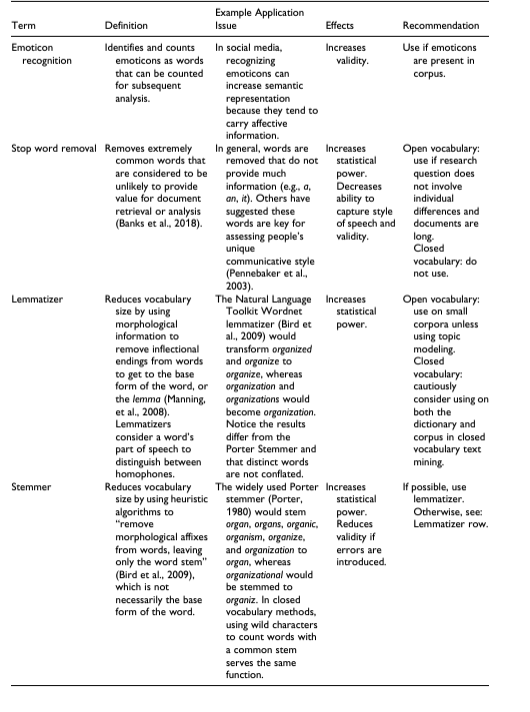 Term
Definition
Example Application
Issue
Effects
Recommendation
Emoticon
recognition
Identifies and counts
emoticons as words
that can be counted
for subsequent
analysis.
In social media,
recognizing
emoticons can
increase semantic
representation
because they tend to
carry affective
information.
Increases
validity.
Use if emoticons
are present in
corpus.
Stop word removal
Removes extremely
common words that
are considered to be
unlikely to provide
value for document
retrieval or analysis
(Banks et al., 2018).
In general, words are
removed that do not
provide much
information (e.g., a,
an, it). Others have
suggested these
words are key for
assessing people's
unique
communicative style
(Pennebaker et al.,
2003).
Increases
statistical
power.
Decreases
ability to
capture style
of speech and
validity.
Open vocabulary:
use if research
question does
not involve
individual
differences and
documents are
long.
Closed
vocabulary: do
not use.
Lemmatizer
Reduces vocabulary
size by using
morphological
information to
remove inflectional
endings from words
to get to the base
form of the word, or
the lemma (Manning,
et al., 2008).
Lemmatizers
consider a word's
part of speech to
distinguish between
homophones.
The Natural Language
Toolkit Wordnet
lemmatizer (Bird et
al., 2009) would
transform organized
and organize to
organize, whereas
organization and
organizations would
become organization.
Notice the results
differ from the
Porter Stemmer and
that distinct words
are not conflated.
Increases
statistical
power.
Open vocabulary:
use on small
corpora unless
using topic
modeling.
Closed
vocabulary:
cautiously
consider using on
both the
dictionary and
corpus in closed
vocabulary text
mining.
Stemmer
Reduces vocabulary
size by using heuristic
algorithms to
"remove
morphological affixes
from words, leaving
only the word stem"
(Bird et al., 2009),
which is not
necessarily the base
form of the word.
The widely used Porter
stemmer (Porter,
1980) would stem
organ, organs, organic,
organism, organize,
and organization to
organ, whereas
organizational would
be stemmed to
organiz. In closed
vocabulary methods,
using wild characters
to count words with
a common stem
serves the same
function.
Increases
statistical
power.
Reduces
validity if
errors are
introduced.
If possible, use
lemmatizer.
Otherwise, see:
Lemmatizer row.